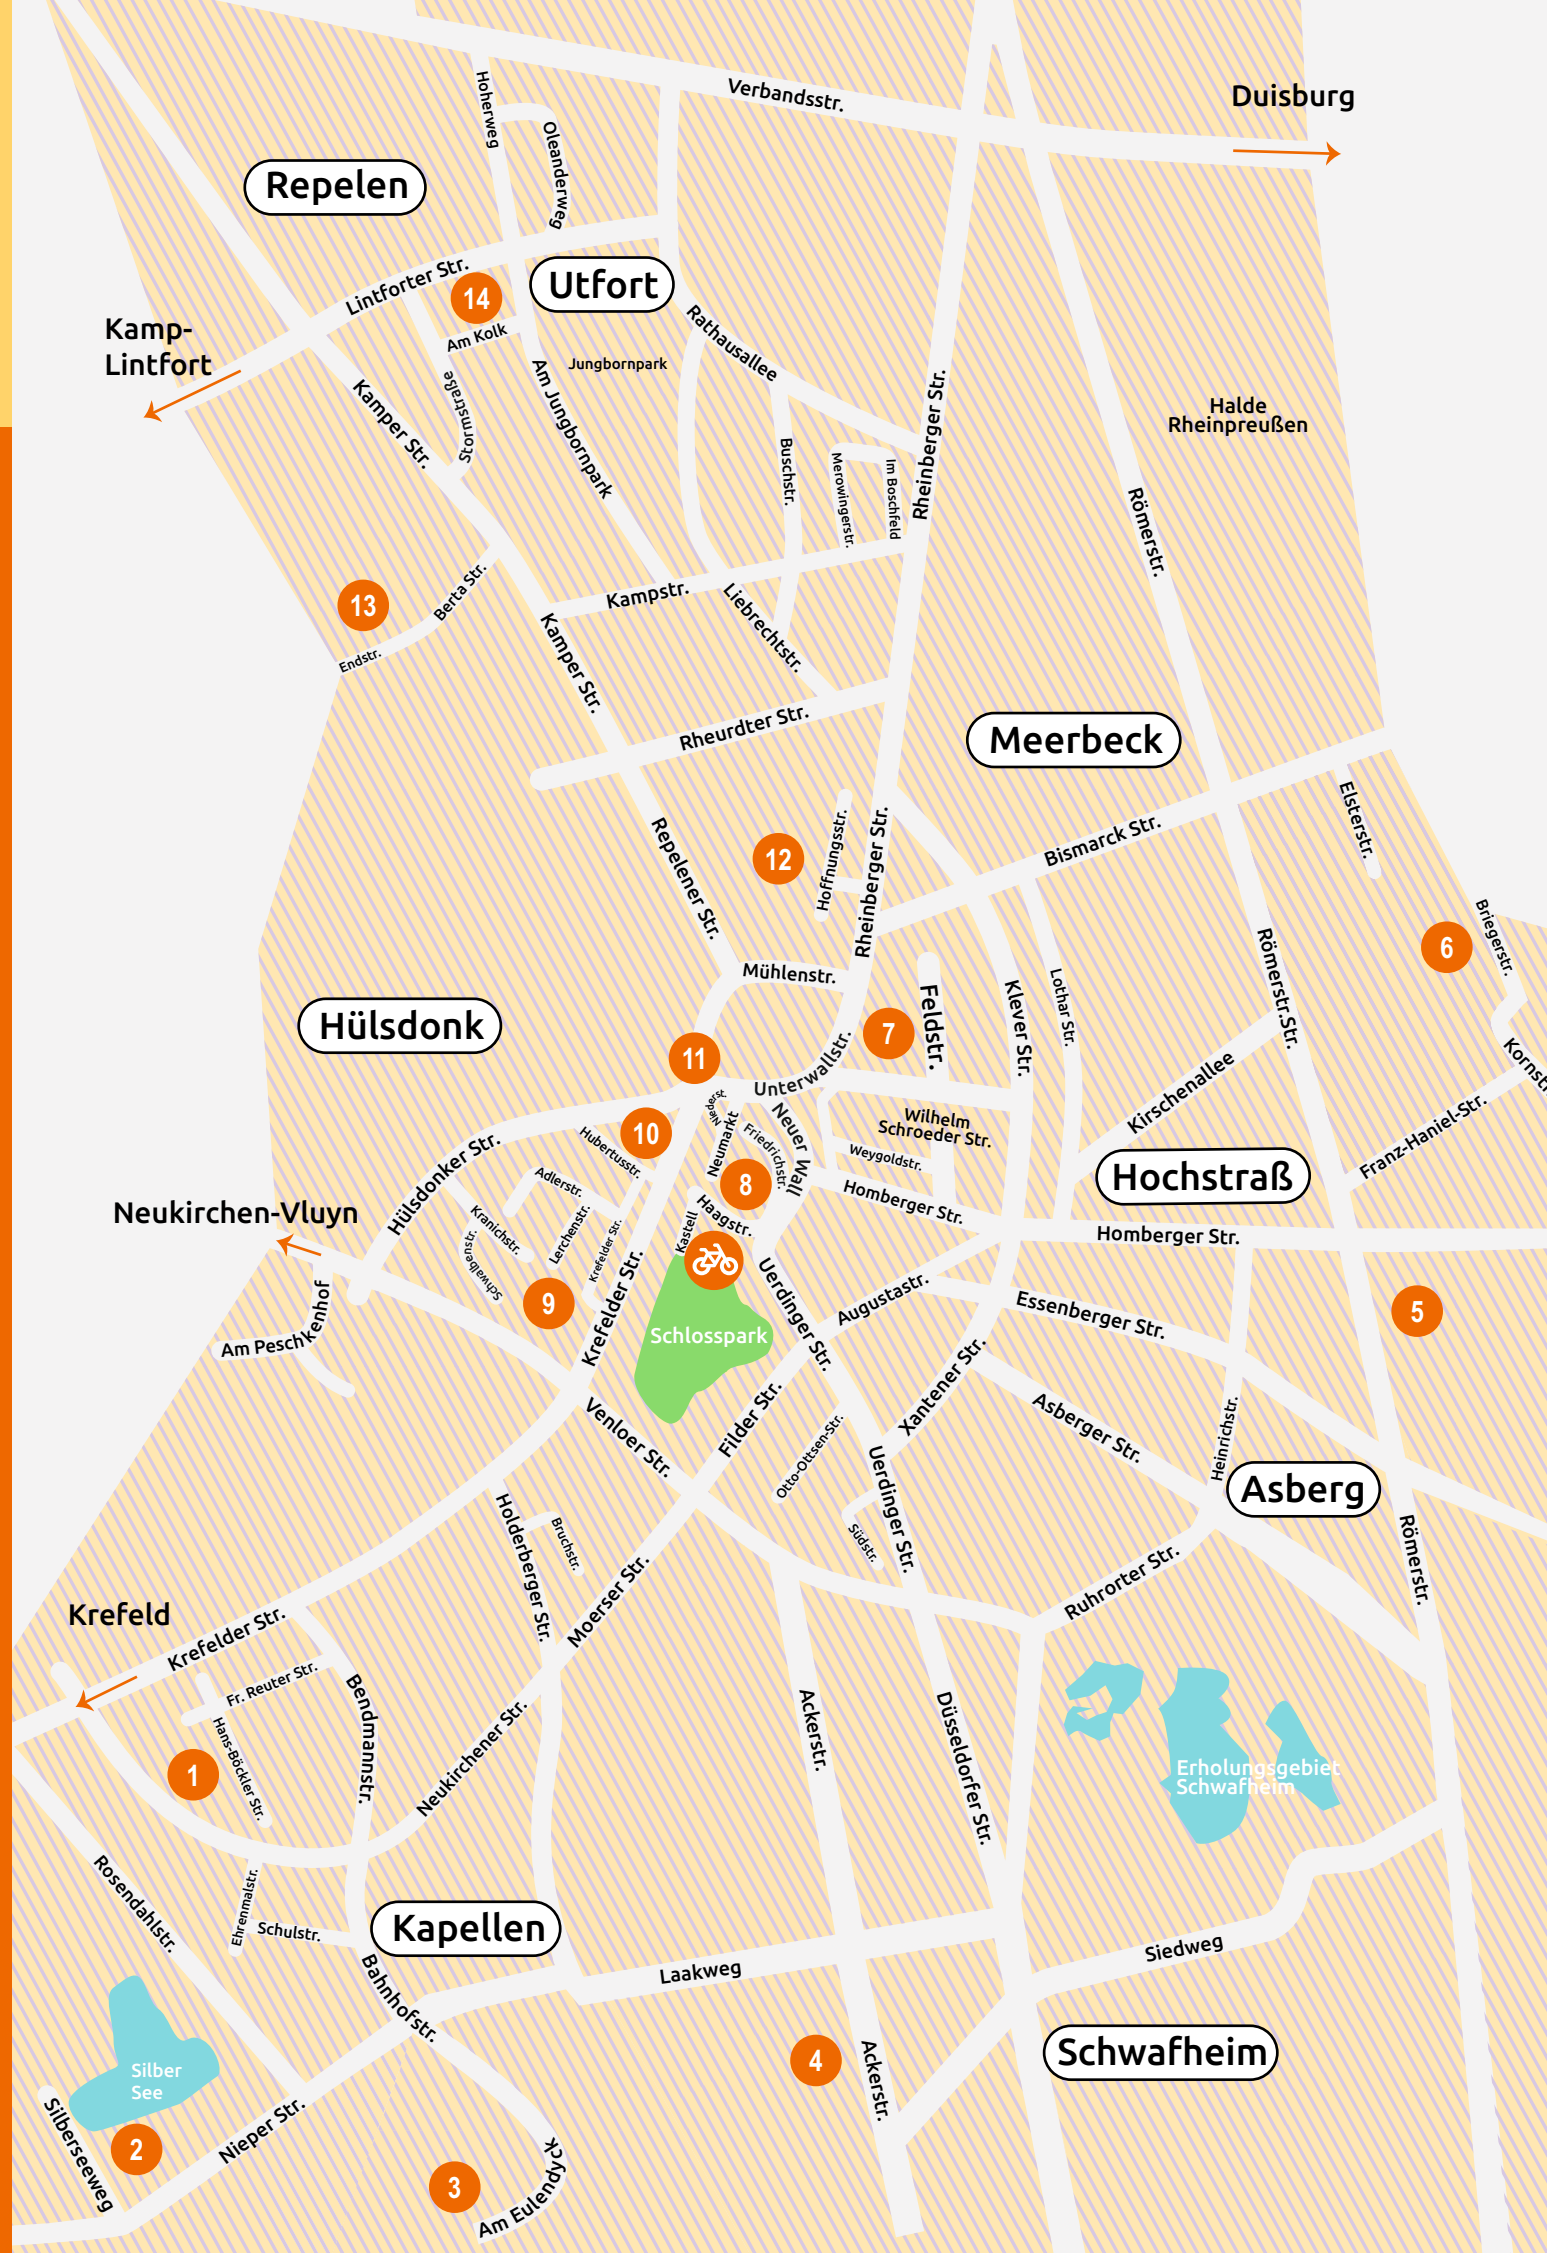 Verbandsstr.
Duisburg
Hoherweg
Oleanderweg
Repelen
Lintforter Str.
14
Utfort
Kamp-
Lintfort
Am Kolk
Rathausallee
Jungbornpark
Stormstraße
Kamper Str.
Am Jungbornpark
Rheinberger Str.
Halde
Rheinpreußen
Buschstr.
Merowingerstr.
Im Boschfeld
Römerstr.
13
Berta Str.
Endstr.
Kampstr.
Liebrechtstr.
Kamper Str.
Rheurdter Str.
Meerbeck
Elsterstr.
Repelener Str.
12
Hoffnungsstr.
Rheinberger Str.
Bismarck Str.
Briegerstr.
6
Mühlenstr.
Feldstr.
Klever Str.
Lothar Str.
Römerstr.Str.
Hülsdonk
7
11
Unterwallstr.
Kornstr.
Kirschenallee
Franz-Haniel-Str.
Neumarkt
Friedrichstr.
Neuer Wall
Wilhelm
Schroeder Str.
10
Hubertusstr.
Weygoldstr.
Hülsdonker Str.
Adlerstr.
8
Homberger Str.
Hochstraß
Neukirchen-Vluyn
Kranichstr.
Schwalbenstr.
Lerchenstr.
Krefelder Str.
Haagstr.
Kastell
Homberger Str.
Krefelder Str.
9
Am Peschkenhof
Schlosspark
Uerdinger Str.
Augustastr.
Essenberger Str.
5
Xantener Str.
Venloer Str.
Filder Str.
Otto-Ottsen-Str.
Asberger Str.
Heinrichstr.
Asberg
Uerdinger Str.
Südstr.
Holderberger Str.
Bruchstr.
Moerser Str.
Ruhrorter Str.
Römerstr.
Krefeld
Krefelder Str.
Fr. Reuter Str.
Bendmannstr.
Hans-Böckler Str.
1
Neukirchener Str.
Ackerstr.
Düsseldorfer Str.
Erholungsgebiet
Schwafheim
Rosendahlstr.
Ehrenmalstr.
Schulstr.
Kapellen
Bahnhofstr.
Laakweg
Siedweg
Silber
See
4
Ackerstr.
Schwafheim
Silberseeweg
2
Nieper Str.
3
Am Eulendyck